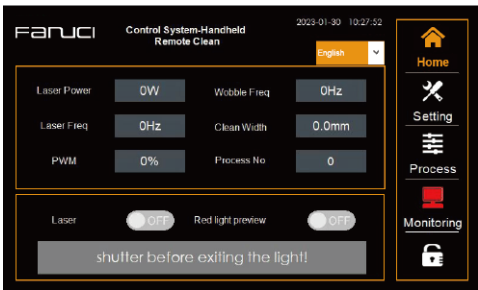 Fanuci
Control System-Handheld
Remote Clean
2023-01-30 10:27:52
English
Home
Laser Power
0W
Wobble Freq
0Hz
Laser Freq
0Hz
Clean Width
0.0mm
PWM
0%
Process No
0
Setting
Process
Monitoring
Laser
OFF
Red light preview
OFF
shutter before exiting the light!